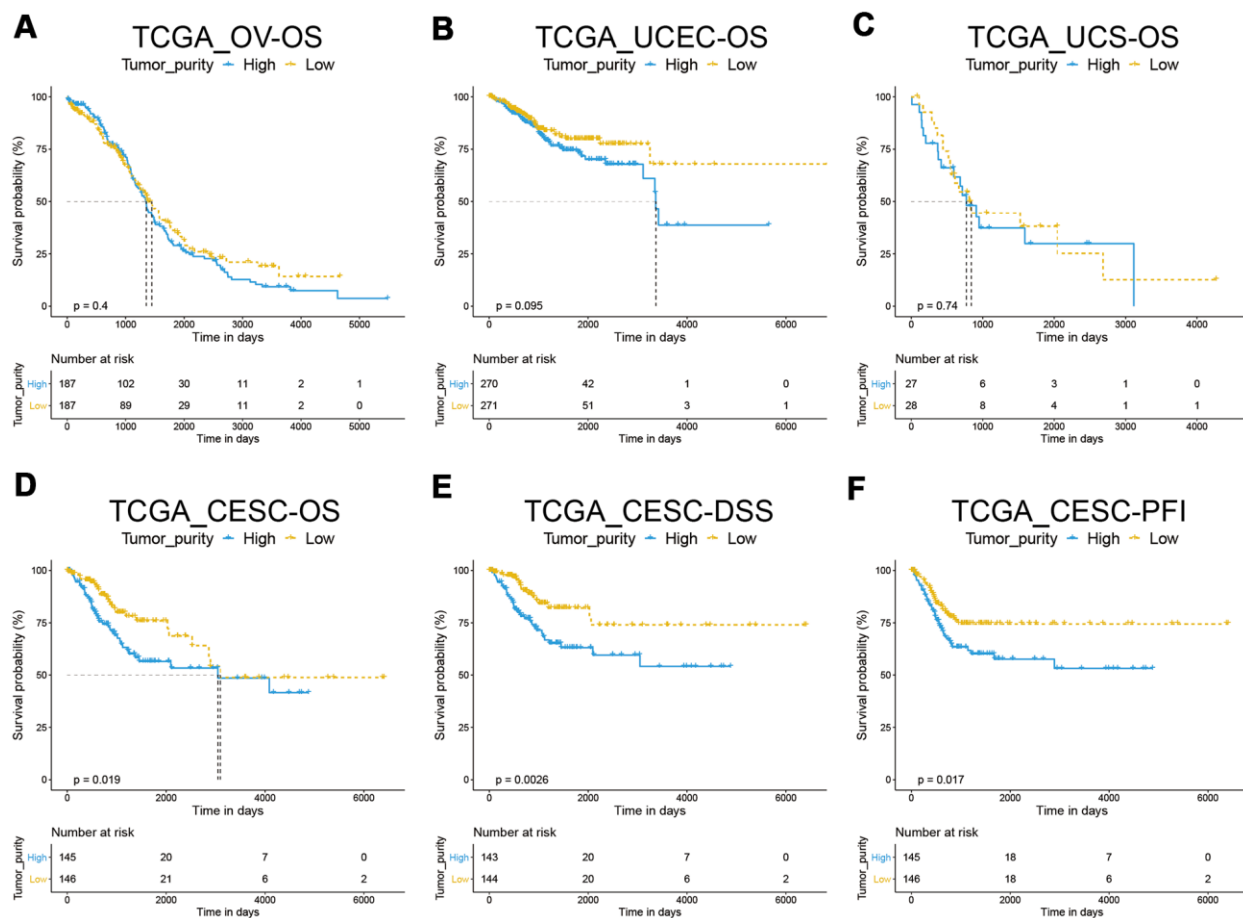 A
TCGA_OV-OS
Tumor_purity High Low
Survival probability (%)
100
75
50
25
0
p = 0.4
0 1000 2000 3000 4000 5000
Time in days
Number at risk
Tumor_purity
High 187 102 30 11 2 1
Low 187 89 29 11 2 0
0 1000 2000 3000 4000 5000
Time in days
B
TCGA_UCEC-OS
Tumor_purity High Low
Survival probability (%)
100
75
50
25
0
p = 0.095
0 2000 4000 6000
Time in days
Number at risk
Tumor_purity
High 270 42 1 0
Low 271 51 3 1
0 2000 4000 6000
Time in days
C
TCGA_UCS-OS
Tumor_purity High Low
Survival probability (%)
100
75
50
25
0
p = 0.74
0 1000 2000 3000 4000
Time in days
Number at risk
Tumor_purity
High 27 6 3 1 0
Low 28 8 4 1 1
0 1000 2000 3000 4000
Time in days
D
TCGA_CESC-OS
Tumor_purity High Low
Survival probability (%)
100
75
50
25
0
p = 0.019
0 2000 4000 6000
Time in days
Number at risk
Tumor_purity
High 145 20 7 0
Low 146 21 6 2
0 2000 4000 6000
Time in days
E
TCGA_CESC-DSS
Tumor_purity High Low
Survival probability (%)
100
75
50
25
0
p = 0.0026
0 2000 4000 6000
Time in days
Number at risk
Tumor_purity
High 143 20 7 0
Low 144 20 6 2
0 2000 4000 6000
Time in days
F
TCGA_CESC-PFI
Tumor_purity High Low
Survival probability (%)
100
75
50
25
0
p = 0.017
0 2000 4000 6000
Time in days
Number at risk
Tumor_purity
High 145 18 7 0
Low 146 18 6 2
0 2000 4000 6000
Time in days